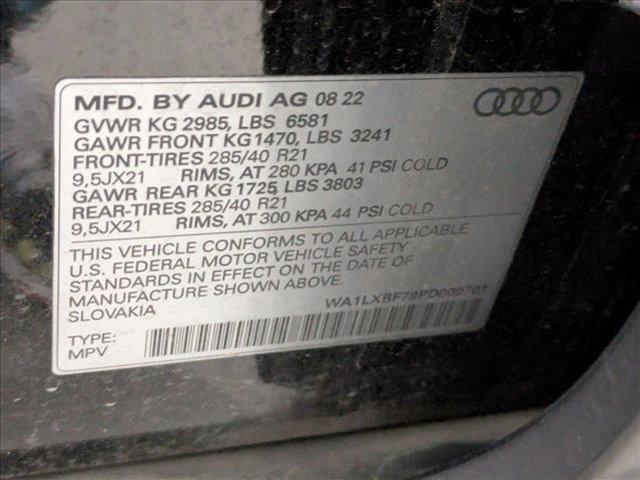 MFD. BY AUDI AG 08 22
GVWR KG 2985, LBS 6581
GAWR FRONT KG 1470, LBS 3241
FRONT-TIRES 285/40 R21
9,5JX21 RIMS, AT 280 KPA 41 PSI COLD
GAWR REAR KG 1725 LBS 3803
REAR-TIRES 285/40 R21
9,5JX21 RIMS, AT 300 KPA 44 PSI COLD
THIS VEHICLE CONFORMS TO ALL APPLICABLE
U.S. FEDERAL MOTOR VEHICLE SAFETY
STANDARDS IN EFFECT ON THE DATE OF
MANUFACTURE SHOWN ABOVE.
SLOVAKIA WA1LXBF79PD000701
TYPE:
MPV